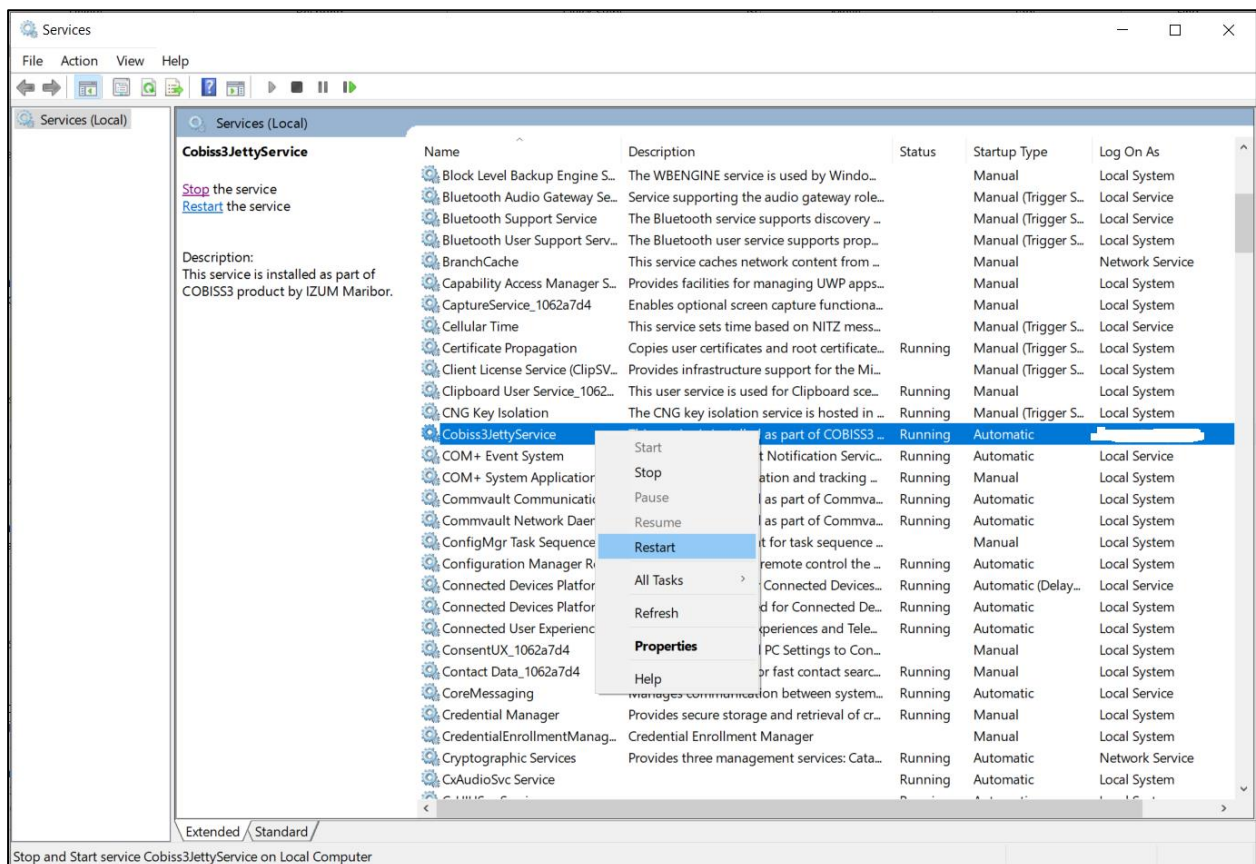 Services
File Action View Help
Services (Local)
Services (Local)
Cobiss3JettyService
Stop the service
Restart the service
Description:
This service is installed as part of
COBISS3 product by IZUM Maribor.
Name Description Status Startup Type Log On As
Block Level Backup Engine S... The WBENGINE service is used by Windo... Manual Local System
Bluetooth Audio Gateway Se... Service supporting the audio gateway role... Manual (Trigger S... Local Service
Bluetooth Support Service The Bluetooth service supports discovery ... Manual (Trigger S... Local Service
Bluetooth User Support Serv... The Bluetooth user service supports prop... Manual (Trigger S... Local System
BranchCache This service caches network content from ... Manual Network Service
Capability Access Manager S... Provides facilities for managing UWP apps... Manual Local System
CaptureService_1062a7d4 Enables optional screen capture functiona... Manual Local System
Cellular Time This service sets time based on NITZ mess... Manual (Trigger S... Local Service
Certificate Propagation Copies user certificates and root certificate... Running Manual (Trigger S... Local System
Client License Service (ClipSV... Provides infrastructure support for the Mi... Manual (Trigger S... Local System
Clipboard User Service_1062... This user service is used for Clipboard sce... Running Manual Local System
CNG Key Isolation The CNG key isolation service is hosted in ... Running Manual (Trigger S... Local System
Cobiss3JettyService as part of COBISS3 ... Running Automatic
COM+ Event System t Notification Servic... Running Automatic Local Service
COM+ System Application ation and tracking ... Running Manual Local System
Commvault Communicatic as part of Commva... Running Automatic Local System
Commvault Network Daer as part of Commva... Running Automatic Local System
ConfigMgr Task Sequence t for task sequence ... Manual Local System
Configuration Manager R remote control the ... Running Automatic Local System
Connected Devices Platfor Connected Devices... Running Automatic (Delay... Local Service
Connected Devices Platfor d for Connected De... Running Automatic Local System
Connected User Experienc xperiences and Tele... Running Automatic Local System
ConsentUX_1062a7d4 PC Settings to Con... Manual Local System
Contact Data_1062a7d4 or fast contact searc... Running Manual Local System
CoreMessaging Manages communication between system... Running Automatic Local Service
Credential Manager Provides secure storage and retrieval of cr... Running Manual Local System
CredentialEnrollmentManag... Credential Enrollment Manager Manual Local System
Cryptographic Services Provides three management services: Cata... Running Automatic Network Service
CxAudioSvc Service Running Automatic Local System
Start
Stop
Pause
Resume
Restart
All Tasks
Refresh
Properties
Help
Extended Standard
Stop and Start service Cobiss3JettyService on Local Computer